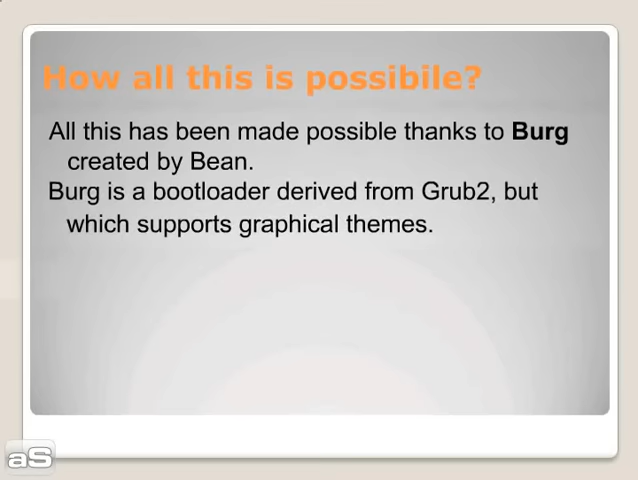 How all this is possibile?
All this has been made possible thanks to Burg
created by Bean.
Burg is a bootloader derived from Grub2, but
which supports graphical themes.
aS